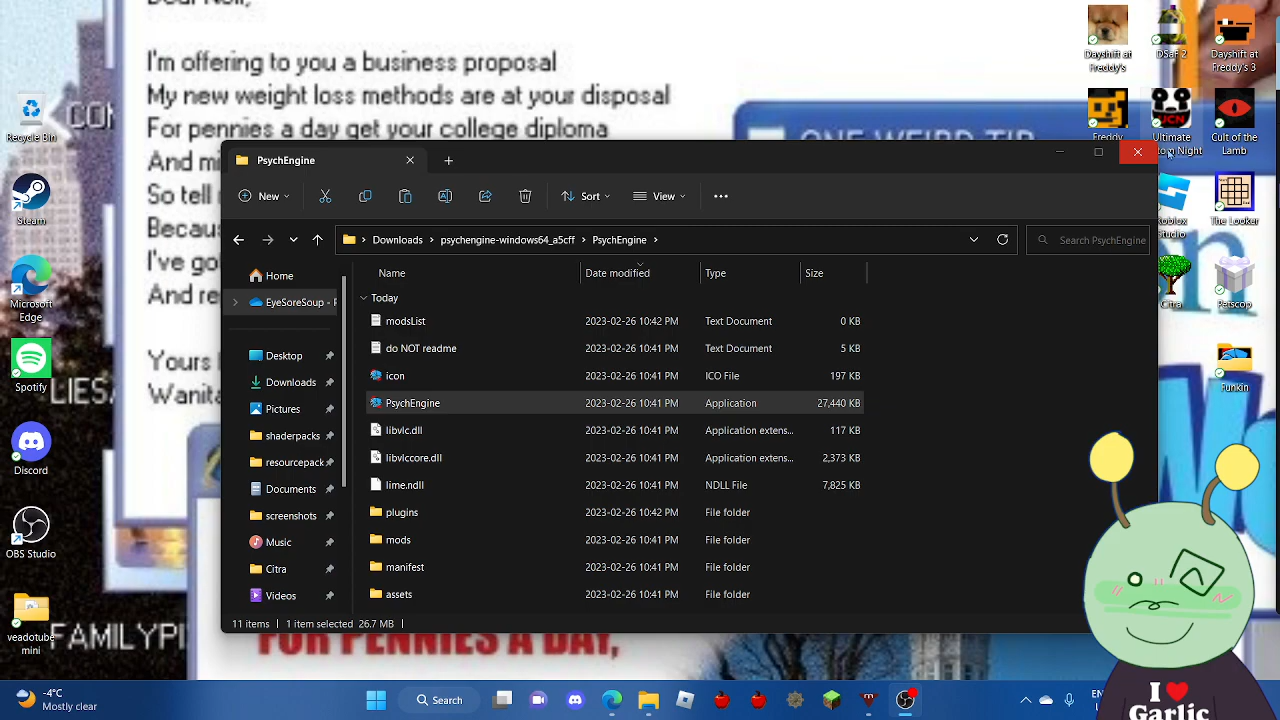 Dear Neil,
I'm offering to you a business proposal
My new weight loss methods are at your disposal
For pennies a day get your college diploma
And mi
So tell
Becaus
I've go
And re
Yours
Wanita
CON
LIES
FAMILYPI
ONE WEIRD TIP
FOR PENNIES A DAY,
Recycle Bin
Steam
Microsoft
Edge
Spotify
Discord
OBS Studio
veadotube
mini
Dayshift at
Freddy's
DSaF 2
Dayshift at
Freddy's 3
Freddy
UCN
Ultimate
Night
Cult of the
Lamb
Roblox
Studio
The Looker
Citra
Petscop
Funkin
PsychEngine
New
Sort
View
Downloads > psychengine-windows64_a5cff > PsychEngine >
Search PsychEngine
Home
EyeSoreSoup - P
Desktop
Downloads
Pictures
shaderpacks
resourcepack
Documents
screenshots
Music
Citra
Videos
Name Date modified Type Size
Today
modsList 2023-02-26 10:42 PM Text Document 0 KB
do NOT readme 2023-02-26 10:41 PM Text Document 5 KB
icon 2023-02-26 10:41 PM ICO File 197 KB
PsychEngine 2023-02-26 10:41 PM Application 27,440 KB
libvlc.dll 2023-02-26 10:41 PM Application extens... 117 KB
libvlccore.dll 2023-02-26 10:41 PM Application extens... 2,373 KB
lime.ndll 2023-02-26 10:41 PM NDLL File 7,825 KB
plugins 2023-02-26 10:42 PM File folder
mods 2023-02-26 10:41 PM File folder
manifest 2023-02-26 10:41 PM File folder
assets 2023-02-26 10:41 PM File folder
11 items 1 item selected 26.7 MB
I ♥
Garlic
-4°C
Mostly clear
Search
EN